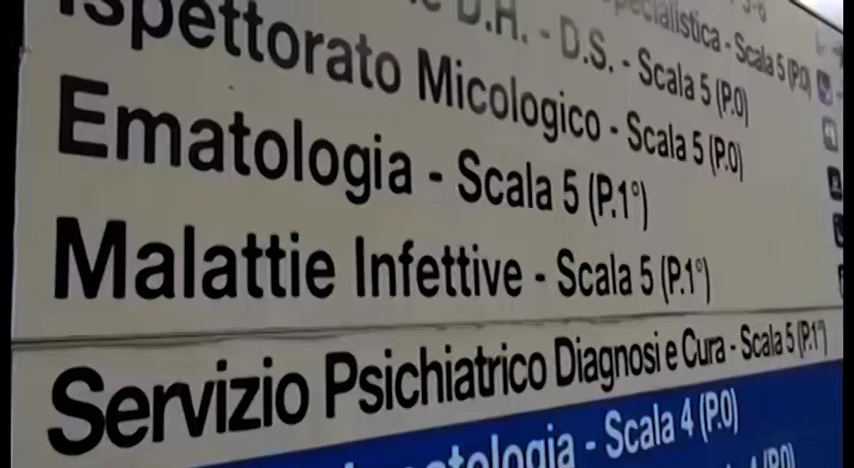 D.H. - D.S. - Scala 5 (P.0)
Ispettorato Micologico - Scala 5 (P.0)
Ematologia - Scala 5 (P.1°)
Malattie Infettive - Scala 5 (P.1°)
Servizio Psichiatrico Diagnosi e Cura - Scala 5 (P.1°)
- Scala 4 (P.0)